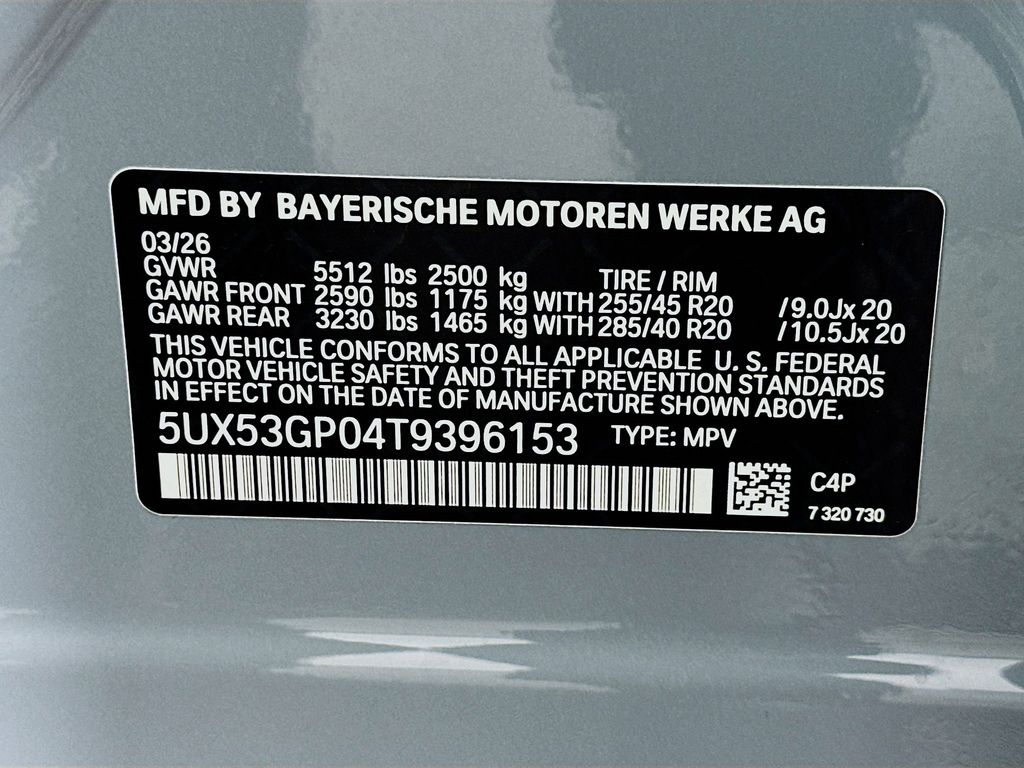 MFD BY BAYERISCHE MOTOREN WERKE AG
03/26
GVWR 5512 lbs 2500 kg TIRE / RIM
GAWR FRONT 2590 lbs 1175 kg WITH 255/45 R20 /9.0Jx 20
GAWR REAR 3230 lbs 1465 kg WITH 285/40 R20 /10.5Jx 20
THIS VEHICLE CONFORMS TO ALL APPLICABLE U. S. FEDERAL
MOTOR VEHICLE SAFETY AND THEFT PREVENTION STANDARDS
IN EFFECT ON THE DATE OF MANUFACTURE SHOWN ABOVE.
5UX53GP04T9396153 TYPE: MPV
C4P
7 320 730